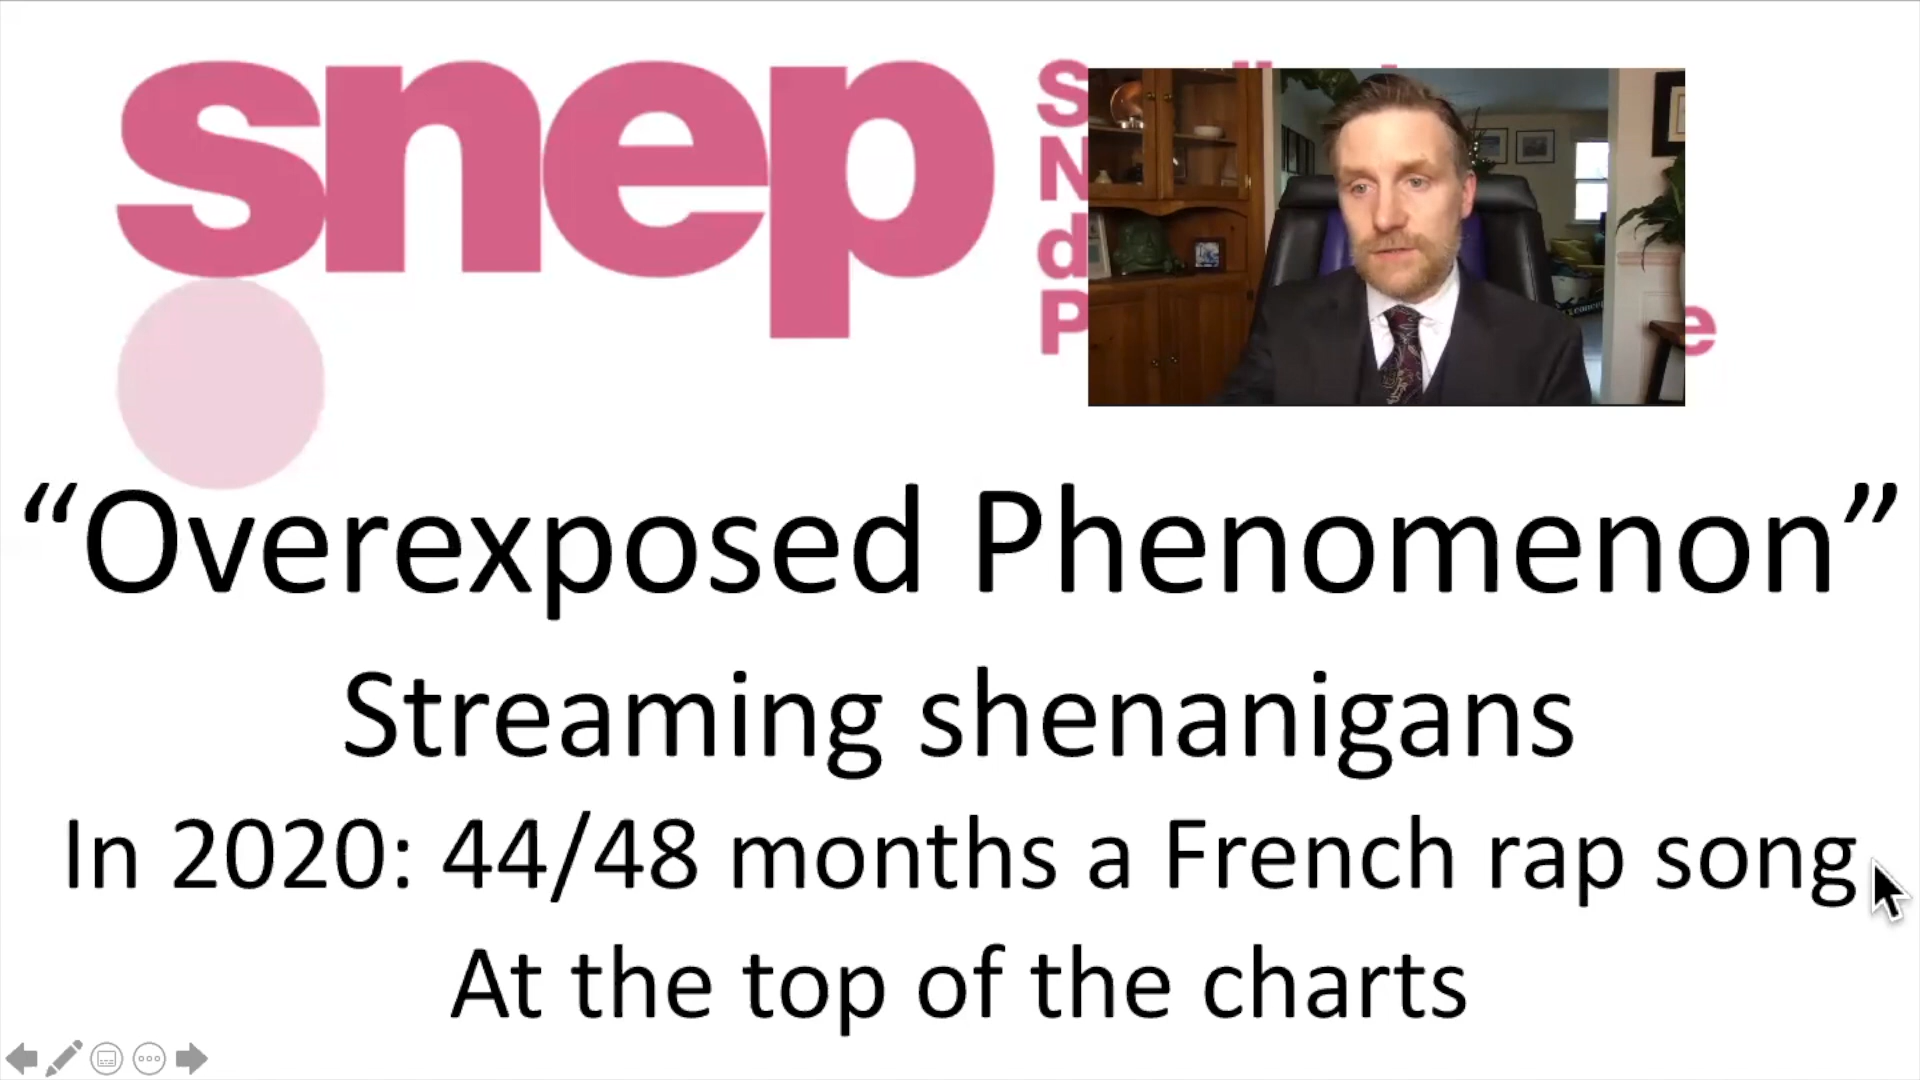 snep
S
N
d
P
e
“Overexposed Phenomenon”
Streaming shenanigans
In 2020: 44/48 months a French rap song
At the top of the charts